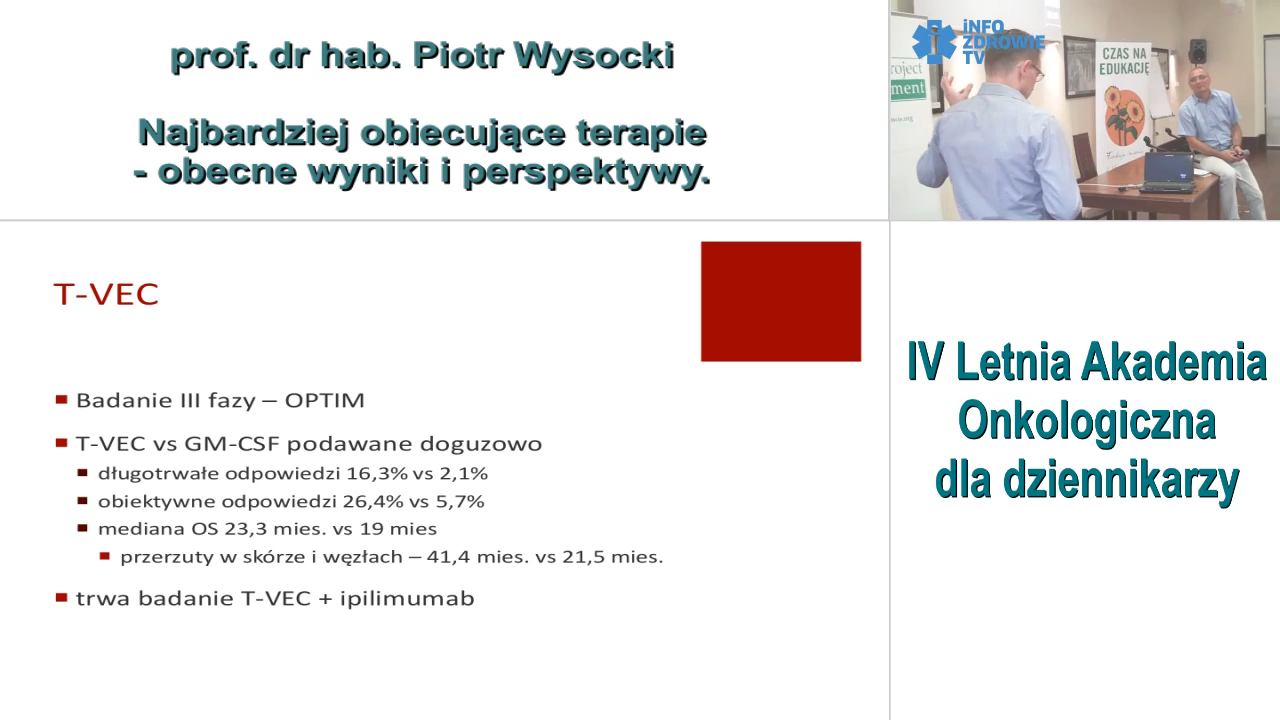 prof. dr hab. Piotr Wysocki
Najbardziej obiecujące terapie
- obecne wyniki i perspektywy.
iNFO
ZDROWIE
TV
roject
ment
CZAS NA
EDUKACJĘ
T-VEC
Badanie III fazy – OPTIM
T-VEC vs GM-CSF podawane doguzowo
długotrwałe odpowiedzi 16,3% vs 2,1%
obiektywne odpowiedzi 26,4% vs 5,7%
mediana OS 23,3 mies. vs 19 mies
przerzuty w skórze i węzłach – 41,4 mies. vs 21,5 mies.
trwa badanie T-VEC + ipilimumab
IV Letnia Akademia
Onkologiczna
dla dziennikarzy